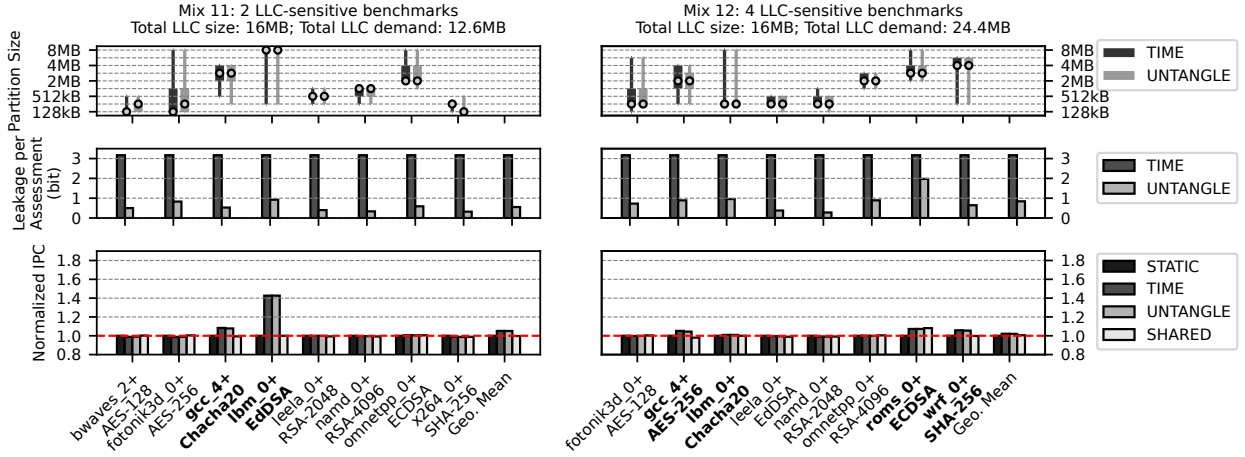 Mix 11: 2 LLC-sensitive benchmarks
Total LLC size: 16MB; Total LLC demand: 12.6MB
Mix 12: 4 LLC-sensitive benchmarks
Total LLC size: 16MB; Total LLC demand: 24.4MB
Partition Size
8MB
4MB
2MB
512kB
128kB
8MB
4MB
2MB
512kB
128kB
TIME
UNTANGLE
Leakage per
Assessment
(bit)
3
2
1
0
3
2
1
0
TIME
UNTANGLE
Normalized IPC
1.8
1.6
1.4
1.2
1.0
0.8
1.8
1.6
1.4
1.2
1.0
0.8
STATIC
TIME
UNTANGLE
SHARED
bwaves_2+
AES-128
fotonik3d_0+
AES-256
gcc_4+
Chacha20
lbm_0+
EdDSA
leela_0+
RSA-2048
namd_0+
RSA-4096
omnetpp_0+
ECDSA
x264_0+
SHA-256
Geo. Mean
fotonik3d_0+
AES-128
gcc_4+
AES-256
lbm_0+
Chacha20
leela_0+
EdDSA
namd_0+
RSA-2048
omnetpp_0+
RSA-4096
roms_0+
ECDSA
wrf_0+
SHA-256
Geo. Mean